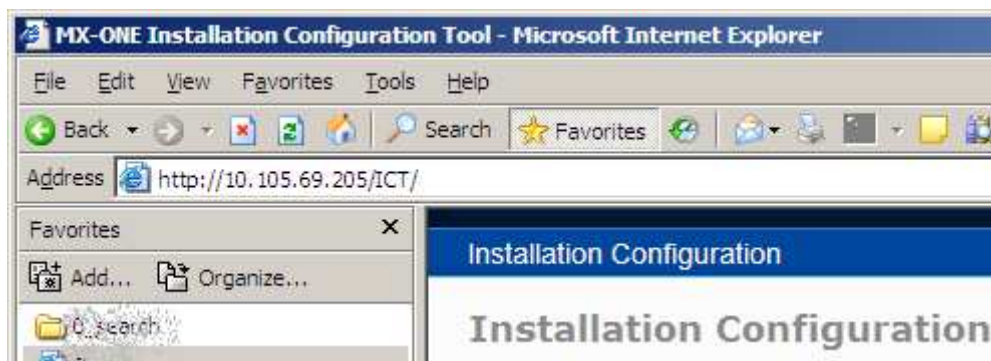 MX-ONE Installation Configuration Tool - Microsoft Internet Explorer
File Edit View Favorites Tools Help
Back Search Favorites
Address http://10.105.69.205/ICT/
Favorites X
Add... Organize...
Installation Configuration
0_search
Installation Configuration